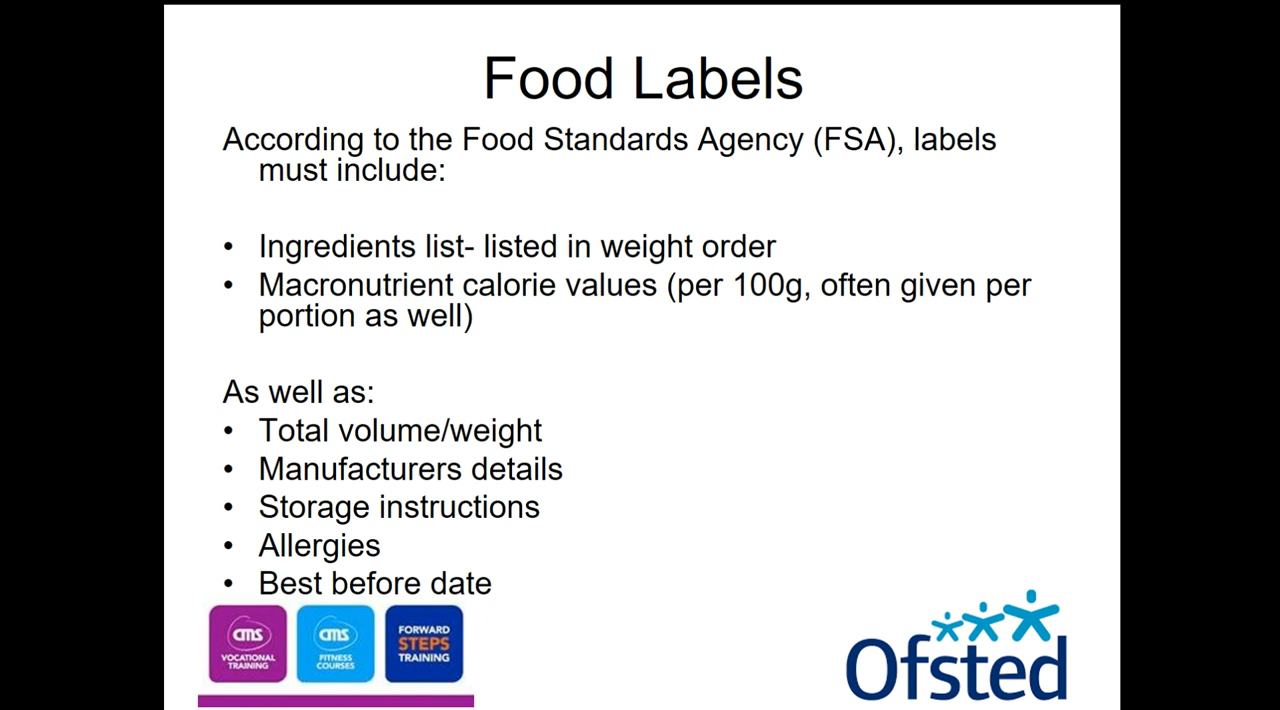 Food Labels
According to the Food Standards Agency (FSA), labels
must include:
• Ingredients list- listed in weight order
• Macronutrient calorie values (per 100g, often given per
portion as well)
As well as:
• Total volume/weight
• Manufacturers details
• Storage instructions
• Allergies
• Best before date
cms
VOCATIONAL
TRAINING
cms
FITNESS
COURSES
FORWARD
STEPS
TRAINING
Ofsted